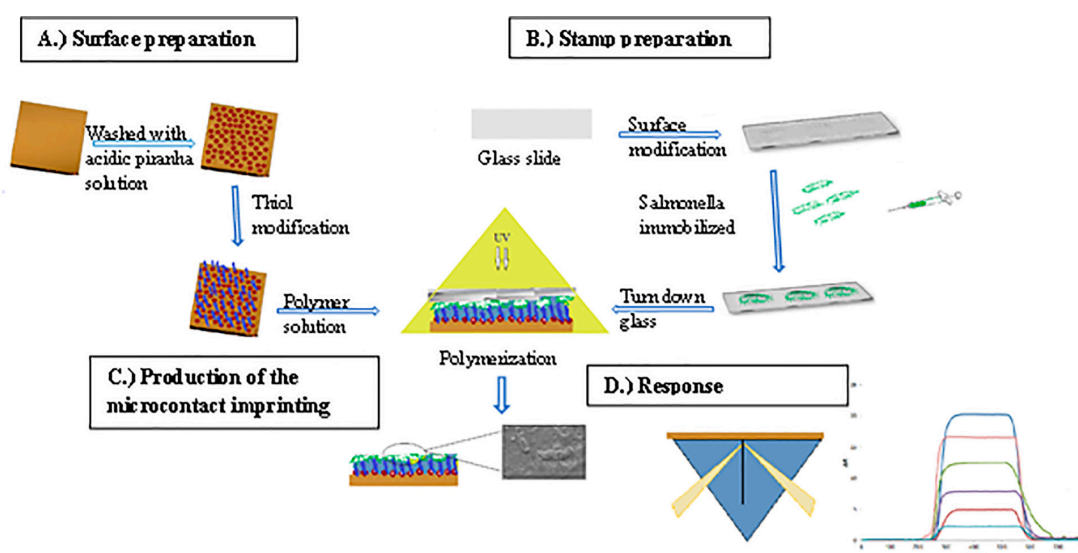 A.) Surface preparation
B.) Stamp preparation
Washed with
acidic piranha
solution
Thiol
modification
Polymer
solution
Glass slide
Surface
modification
Salmonella
immobilized
UV
Turn down
glass
Polymerization
C.) Production of the
microcontact imprinting
D.) Response